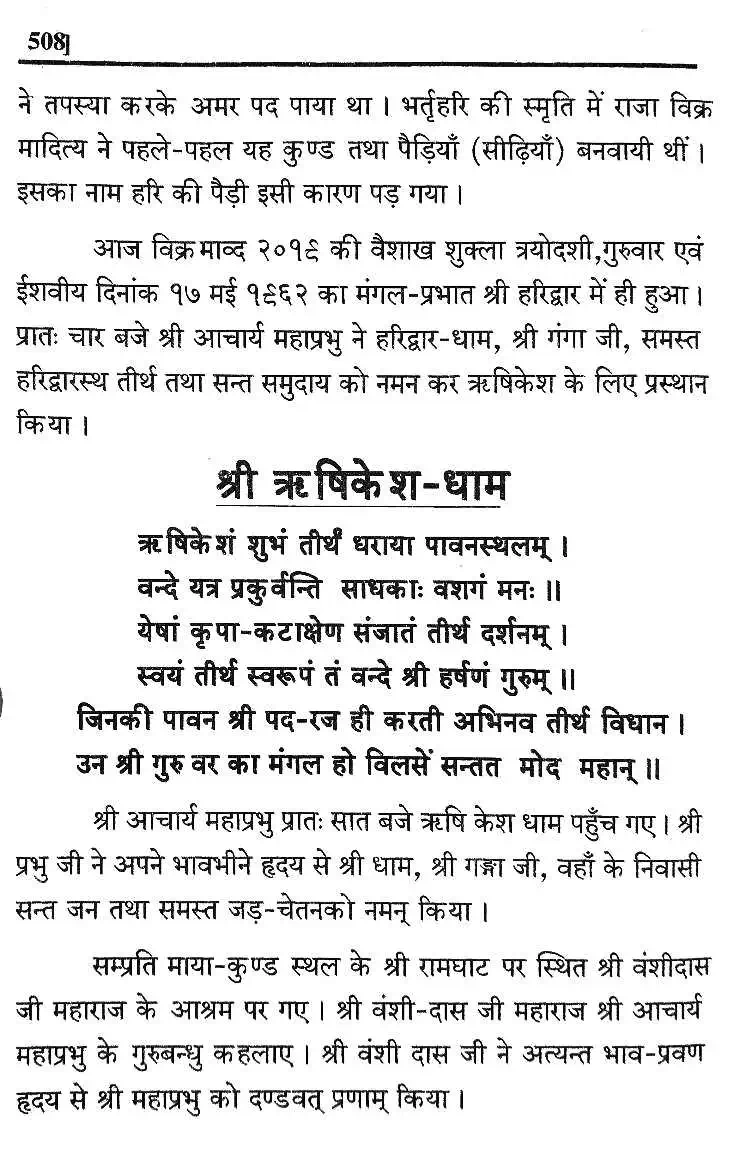 508]
ने तपस्या करके अमर पद पाया था । भर्तृहरि की स्मृति में राजा विक्र
मादित्य ने पहले-पहल यह कुण्ड तथा पैड़ियाँ (सीढ़ियाँ) बनवायी थीं ।
इसका नाम हरि की पैड़ी इसी कारण पड़ गया ।
आज विक्रमाव्द २०१९ की वैशाख शुक्ला त्रयोदशी,गुरुवार एवं
ईशवीय दिनांक १७ मई १९६२ का मंगल-प्रभात श्री हरिद्वार में ही हुआ ।
प्रातः चार बजे श्री आचार्य महाप्रभु ने हरिद्वार-धाम, श्री गंगा जी, समस्त
हरिद्वारस्थ तीर्थ तथा सन्त समुदाय को नमन कर ऋषिकेश के लिए प्रस्थान
किया ।
श्री ऋषिकेश-धाम
ऋषिकेशं शुभं तीर्थं धराया पावनस्थलम् ।
वन्दे यत्र प्रकुर्वन्ति साधकाः वशगं मनः ॥
येषां कृपा-कटाक्षेण संजातं तीर्थ दर्शनम् ।
स्वयं तीर्थ स्वरूपं तं वन्दे श्री हर्षणं गुरुम् ॥
जिनकी पावन श्री पद-रज ही करती अभिनव तीर्थ विधान ।
उन श्री गुरु वर का मंगल हो विलसें सन्तत मोद महान् ॥
श्री आचार्य महाप्रभु प्रातः सात बजे ऋषि केश धाम पहुँच गए । श्री
प्रभु जी ने अपने भावभीने हृदय से श्री धाम, श्री गङ्गा जी, वहाँ के निवासी
सन्त जन तथा समस्त जड़-चेतनको नमन् किया ।
सम्प्रति माया-कुण्ड स्थल के श्री रामघाट पर स्थित श्री वंशीदास
जी महाराज के आश्रम पर गए । श्री वंशी-दास जी महाराज श्री आचार्य
महाप्रभु के गुरुबन्धु कहलाए । श्री वंशी दास जी ने अत्यन्त भाव-प्रवण
हृदय से श्री महाप्रभु को दण्डवत् प्रणाम् किया ।